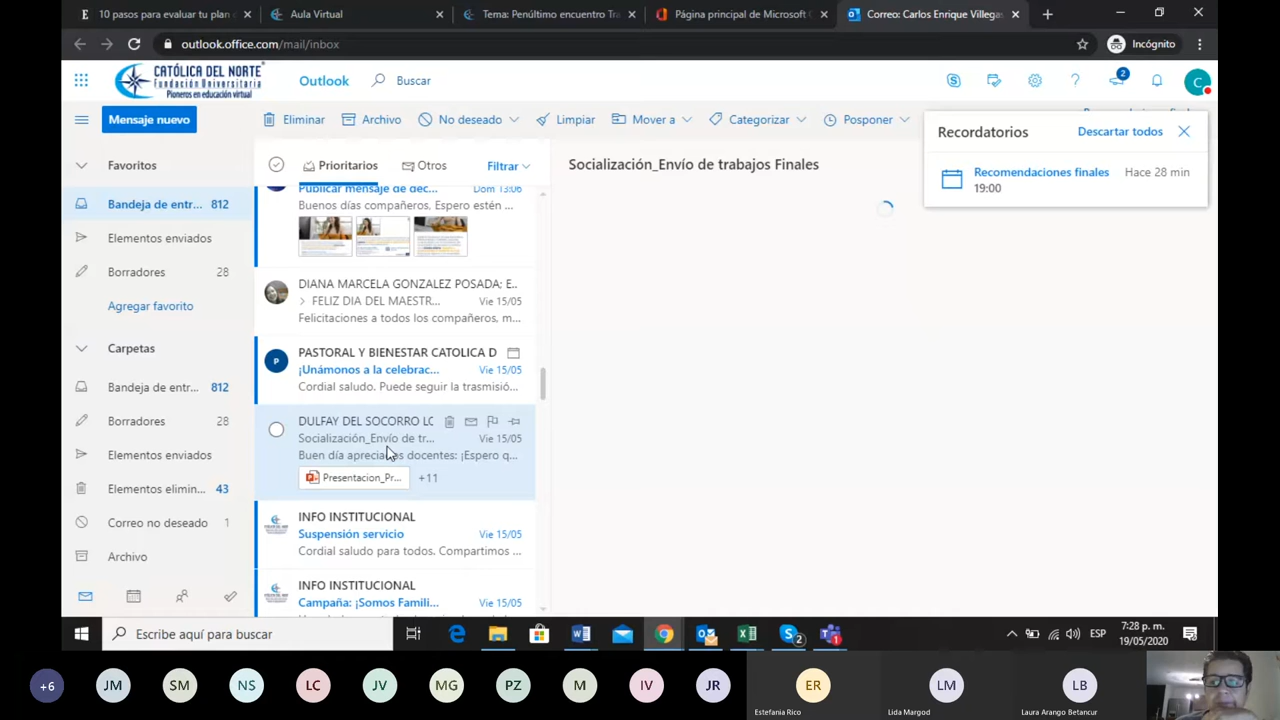 10 pasos para evaluar tu plan c
Aula Virtual
Tema: Penúltimo encuentro Tra
Página principal de Microsoft O
Correo: Carlos Enrique Villegas
outlook.office.com/mail/inbox
Incógnito
CATÓLICA DEL NORTE
Fundación Universitaria
Pioneros en educación virtual
Outlook
Buscar
2
C
Mensaje nuevo
Eliminar
Archivo
No deseado
Limpiar
Mover a
Categorizar
Posponer
Recordatorios
Descartar todos
Recomendaciones finales
Hace 28 min
19:00
Favoritos
Bandeja de entr... 812
Elementos enviados
Borradores 28
Agregar favorito
Carpetas
Bandeja de entr... 812
Borradores 28
Elementos enviados
Elementos elimin... 43
Correo no deseado 1
Archivo
Prioritarios
Otros
Filtrar
Publicar mensaje de dec... Dom 13:06
Buenos días compañeros, Espero estén ...
DIANA MARCELA GONZALEZ POSADA; E..
FELIZ DIA DEL MAESTR... Vie 15/05
Felicitaciones a todos los compañeros, m...
P
PASTORAL Y BIENESTAR CATOLICA D
¡Unámonos a la celebrac... Vie 15/05
Cordial saludo. Puede seguir la trasmisió...
DULFAY DEL SOCORRO LO
Socialización_Envío de tr... Vie 15/05
Buen día apreciadas docentes: ¡Espero q...
Presentacion_Pr... +11
INFO INSTITUCIONAL
Suspensión servicio Vie 15/05
Cordial saludo para todos. Compartimos ...
INFO INSTITUCIONAL
Campaña: ¡Somos Famili... Vie 15/05
Socialización_Envío de trabajos Finales
Escribe aquí para buscar
2
1
ESP
7:28 p. m.
19/05/2020
+6
JM
SM
NS
LC
JV
MG
PZ
M
IV
JR
ER
LM
LB
Estefania Rico
Lida Margod
Laura Arango Betancur